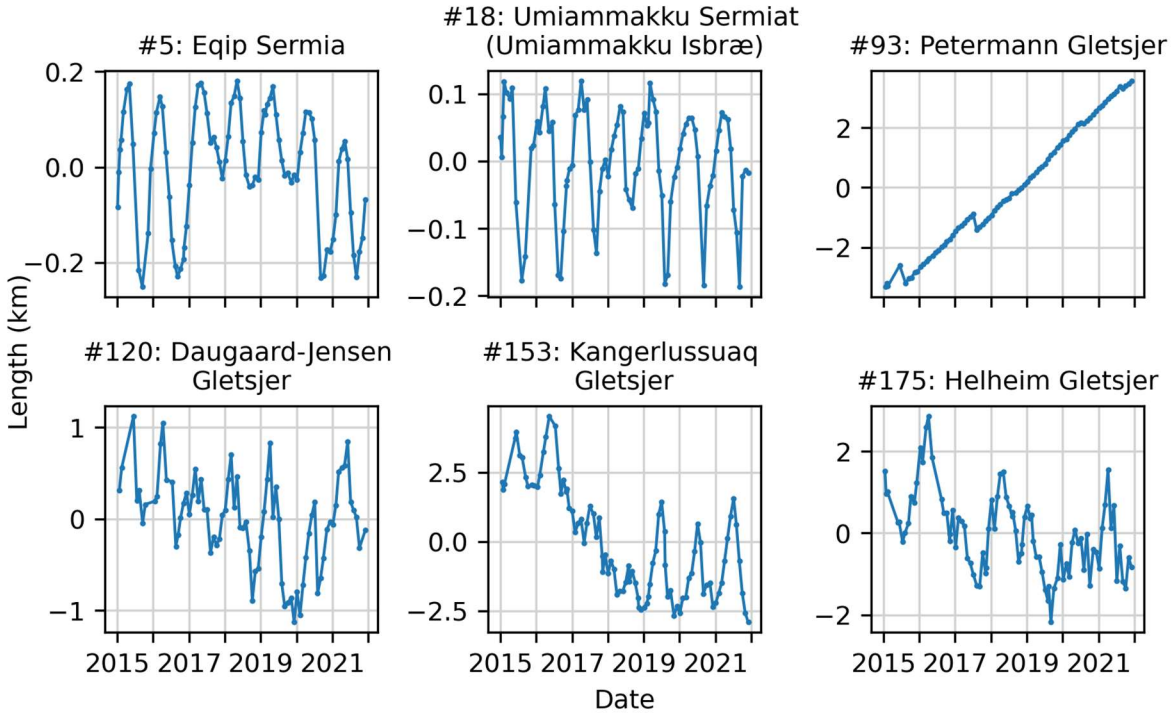 #5: Eqip Sermia
#18: Umiammakku Sermiat
(Umiammakku Isbræ)
#93: Petermann Gletsjer
0.2
0.0
−0.2
0.1
0.0
−0.1
−0.2
2
0
−2
Length (km)
#120: Daugaard-Jensen
Gletsjer
#153: Kangerlussuaq
Gletsjer
#175: Helheim Gletsjer
1
0
−1
2.5
0.0
−2.5
2
0
−2
2015 2017 2019 2021
2015 2017 2019 2021
2015 2017 2019 2021
Date